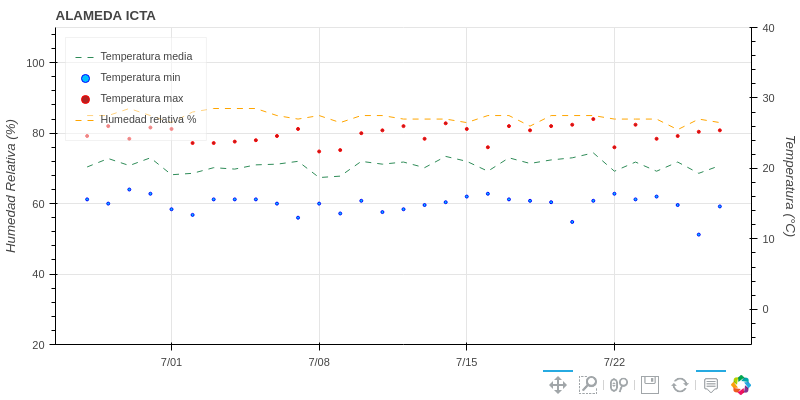 ALAMEDA ICTA
Temperatura media
Temperatura min
Temperatura max
Humedad relativa %
Humedad Relativa (%)
100
80
60
40
20
40
30
20
10
0
Temperatura (°C)
7/01
7/08
7/15
7/22